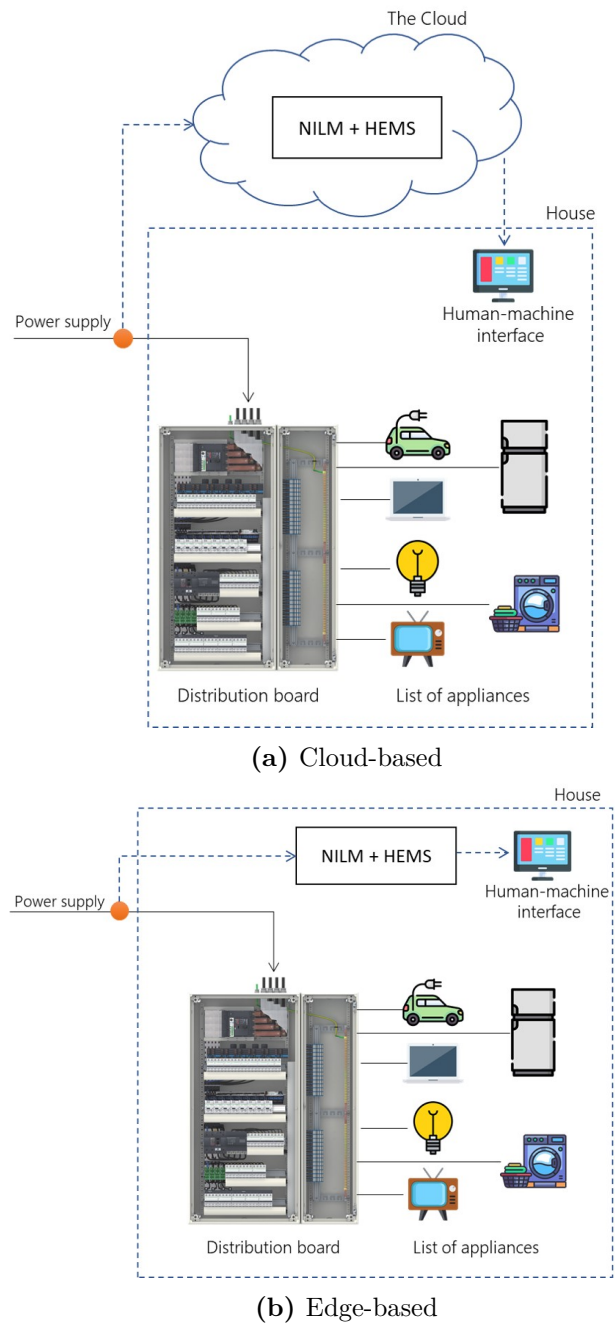 The Cloud
NILM + HEMS
House
Human-machine
interface
Power supply
Distribution board
List of appliances
(a) Cloud-based
House
NILM + HEMS
Human-machine
interface
Power supply
Distribution board
List of appliances
(b) Edge-based